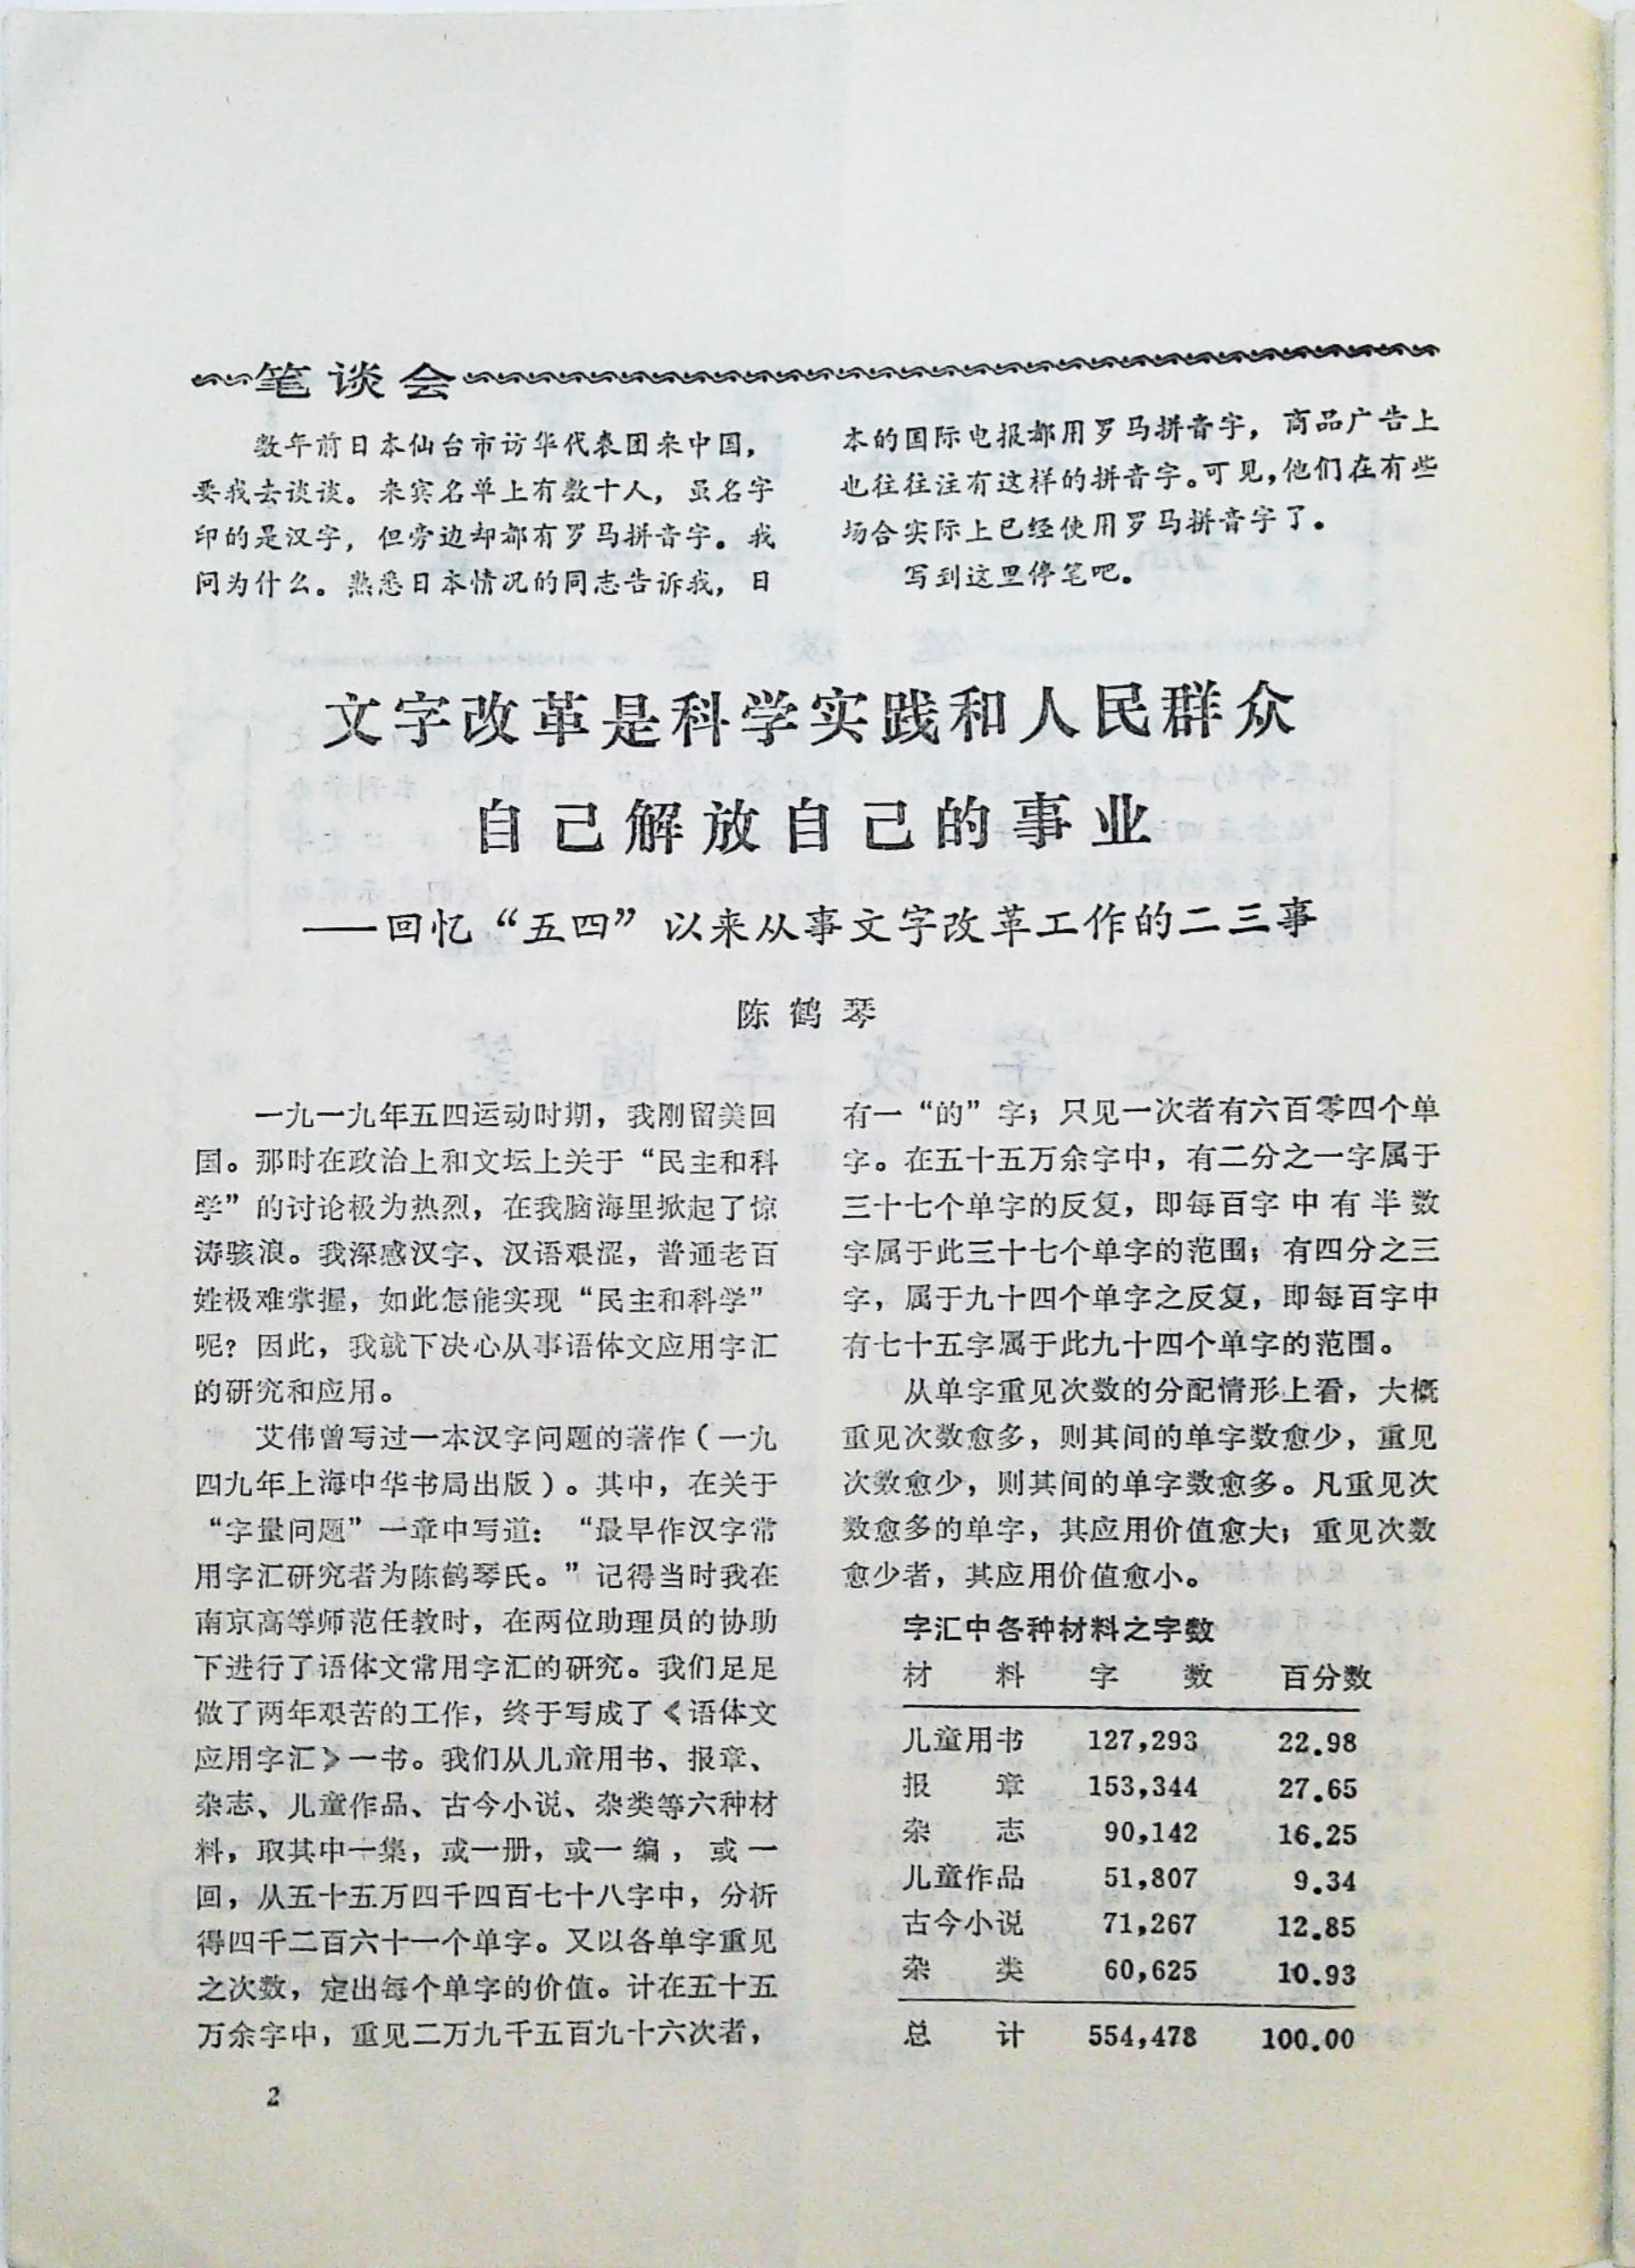 笔谈会
数年前日本仙台市访华代表团来中国，
要我去谈谈。来宾名单上有数十人，虽名字
印的是汉字，但旁边却都有罗马拼音字。我
问为什么。熟悉日本情况的同志告诉我，日
本的国际电报都用罗马拼音字，商品广告上
也往往注有这样的拼音字。可见，他们在有些
场合实际上已经使用罗马拼音字了。
写到这里停笔吧。
文字改革是科学实践和人民群众
自己解放自己的事业
——回忆“五四”以来从事文字改革工作的二三事
陈鹤琴
一九一九年五四运动时期，我刚留美回
国。那时在政治上和文坛上关于“民主和科
学”的讨论极为热烈，在我脑海里掀起了惊
涛骇浪。我深感汉字、汉语艰涩，普通老百
姓极难掌握，如此怎能实现“民主和科学”
呢？因此，我就下决心从事语体文应用字汇
的研究和应用。
艾伟曾写过一本汉字问题的著作（一九
四九年上海中华书局出版）。其中，在关于
“字量问题”一章中写道：“最早作汉字常
用字汇研究者为陈鹤琴氏。”记得当时我在
南京高等师范任教时，在两位助理员的协助
下进行了语体文常用字汇的研究。我们足足
做了两年艰苦的工作，终于写成了《语体文
应用字汇》一书。我们从儿童用书、报章、
杂志、儿童作品、古今小说、杂类等六种材
料，取其中一集，或一册，或一编，或一
回，从五十五万四千四百七十八字中，分析
得四千二百六十一个单字。又以各单字重见
之次数，定出每个单字的价值。计在五十五
万余字中，重见二万九千五百九十六次者，
有一“的”字；只见一次者有六百零四个单
字。在五十五万余字中，有二分之一字属于
三十七个单字的反复，即每百字中有半数
字属于此三十七个单字的范围；有四分之三
字，属于九十四个单字之反复，即每百字中
有七十五字属于此九十四个单字的范围。
从单字重见次数的分配情形上看，大概
重见次数愈多，则其间的单字数愈少，重见
次数愈少，则其间的单字数愈多。凡重见次
数愈多的单字，其应用价值愈大；重见次数
愈少者，其应用价值愈小。
字汇中各种材料之字数
材料 字数 百分数
儿童用书 127,293 22.98
报章 153,344 27.65
杂志 90,142 16.25
儿童作品 51,807 9.34
古今小说 71,267 12.85
杂类 60,625 10.93
总计 554,478 100.00
2